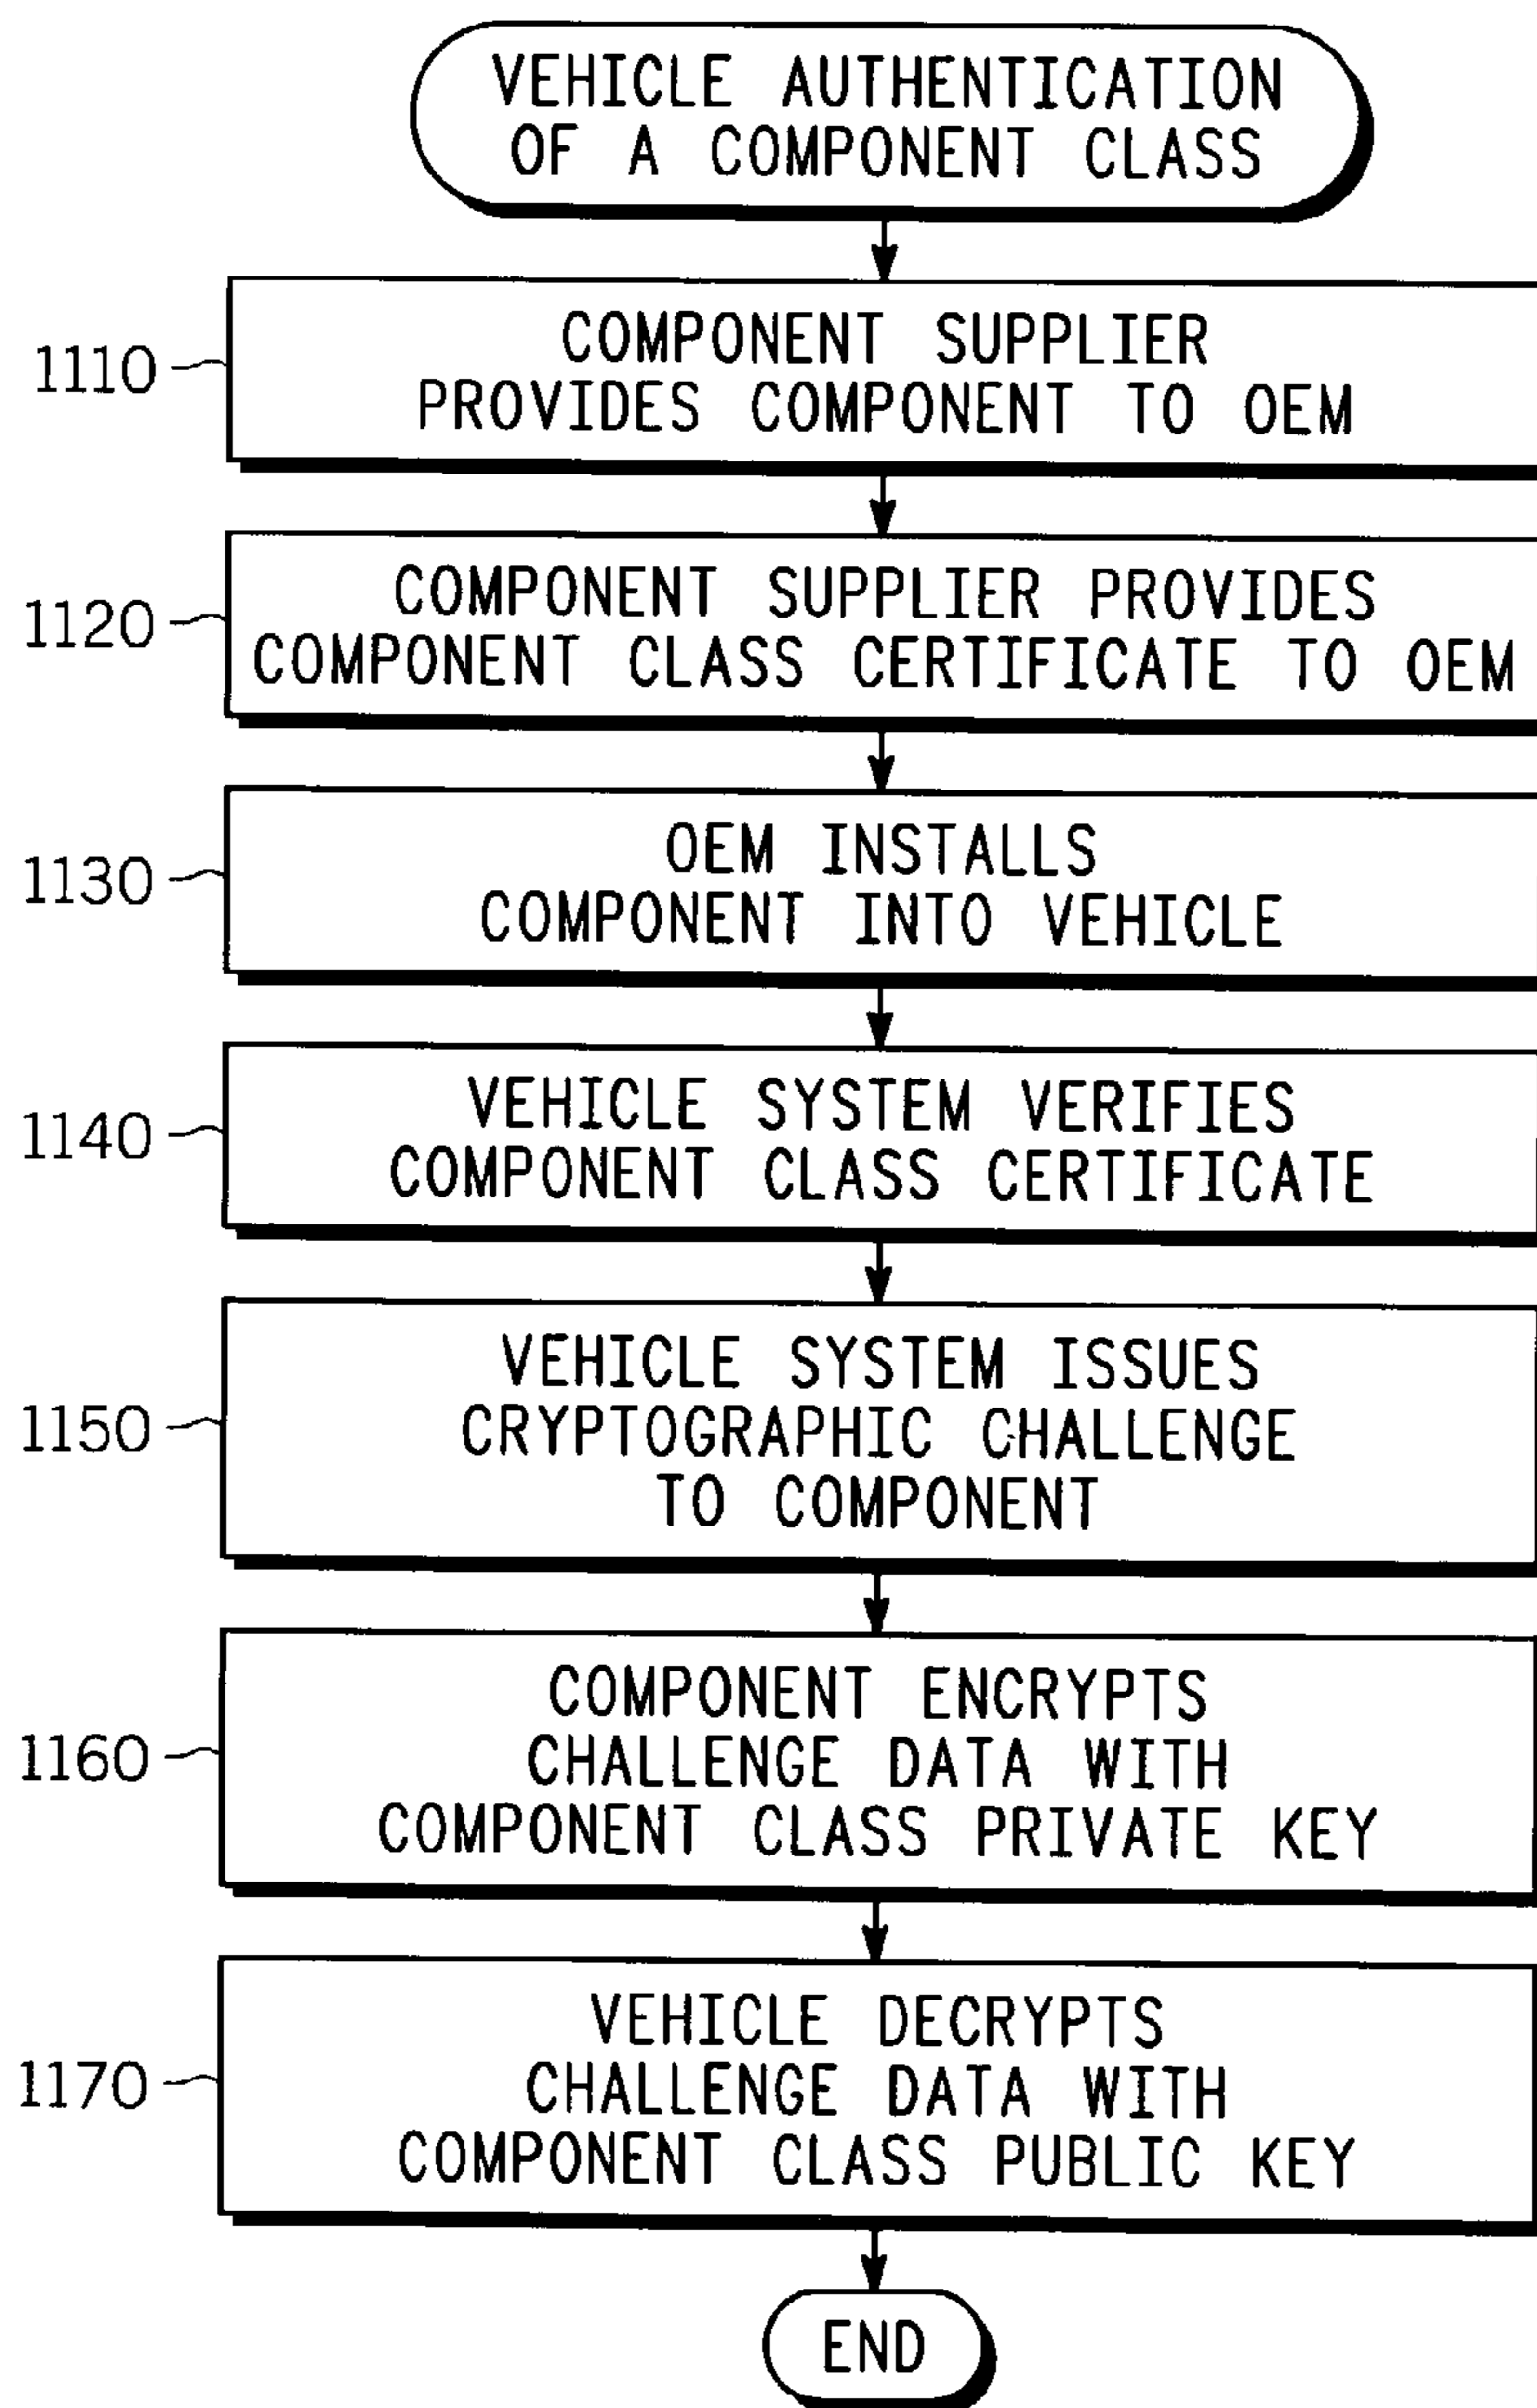 VEHICLE AUTHENTICATION
OF A COMPONENT CLASS
1110
COMPONENT SUPPLIER
PROVIDES COMPONENT TO OEM
1120
COMPONENT SUPPLIER PROVIDES
COMPONENT CLASS CERTIFICATE TO OEM
1130
OEM INSTALLS
COMPONENT INTO VEHICLE
1140
VEHICLE SYSTEM VERIFIES
COMPONENT CLASS CERTIFICATE
1150
VEHICLE SYSTEM ISSUES
CRYPTOGRAPHIC CHALLENGE
TO COMPONENT
1160
COMPONENT ENCRYPTS
CHALLENGE DATA WITH
COMPONENT CLASS PRIVATE KEY
1170
VEHICLE DECRYPTS
CHALLENGE DATA WITH
COMPONENT CLASS PUBLIC KEY
END